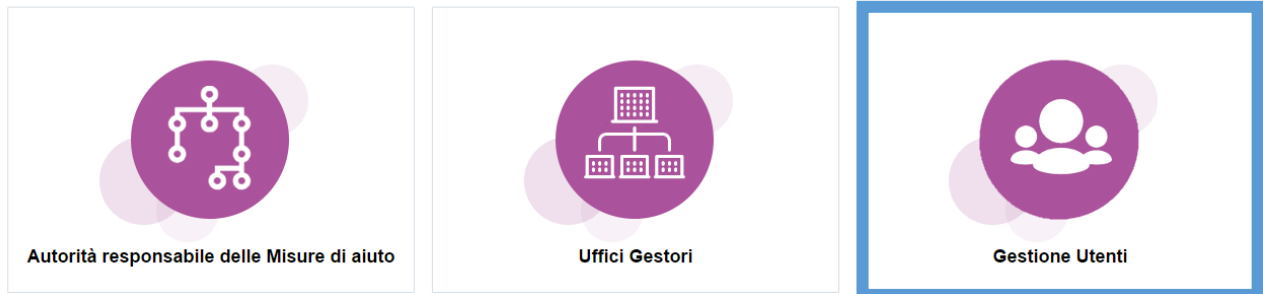 Autorità responsabile delle Misure di aiuto
Uffici Gestori
Gestione Utenti